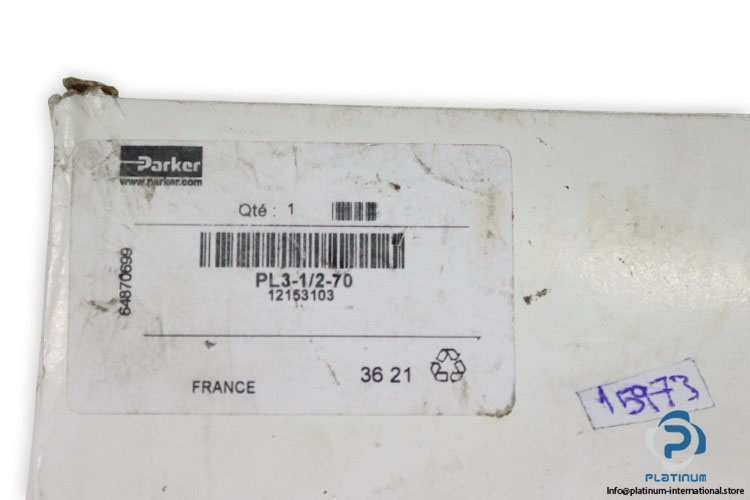 Parker
www.parker.com
Qté : 1
64870699
PL3-1/2-70
12153103
36 21
FRANCE
15973
PLATINUM
Info@platinum-international.store